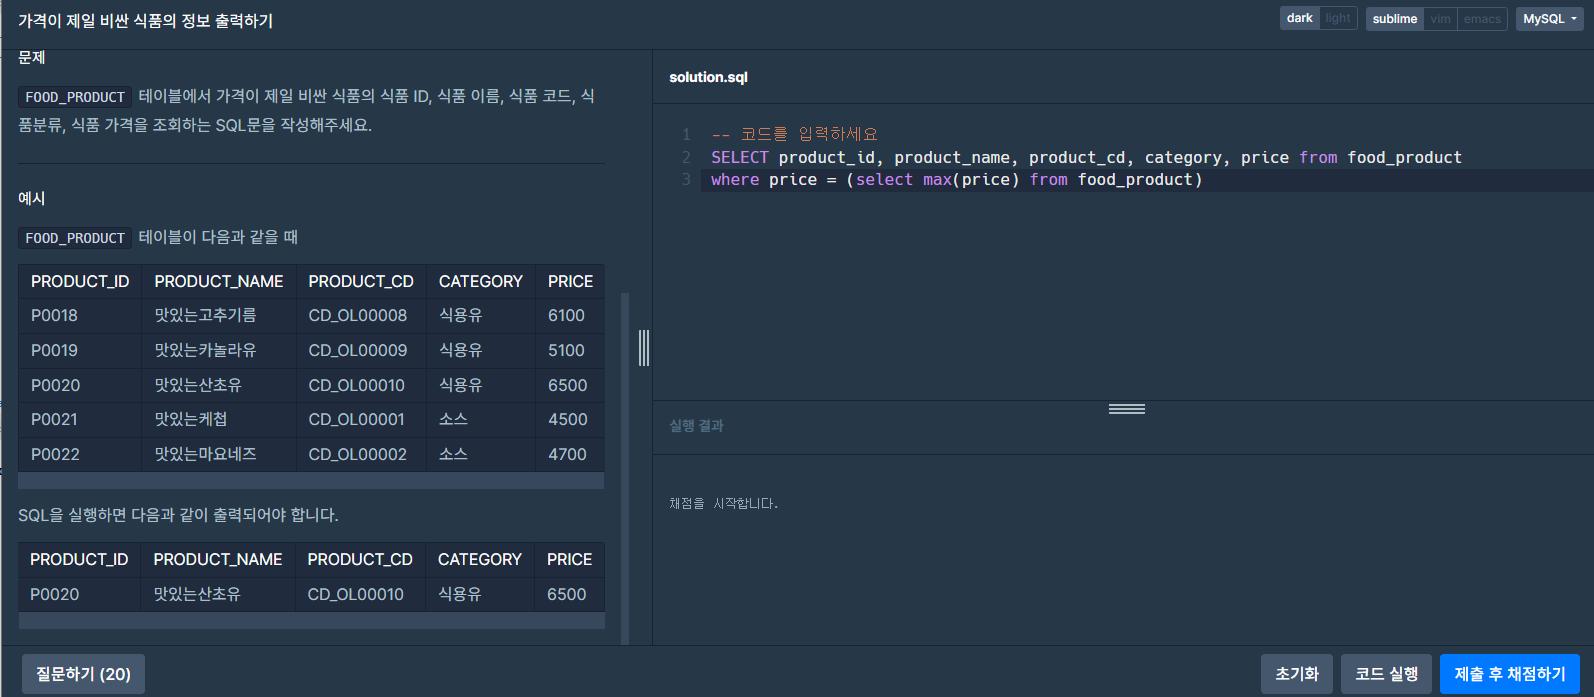 가격이 제일 비싼 식품의 정보 출력하기
dark light
sublime vim emacs
MySQL
문제
FOOD_PRODUCT 테이블에서 가격이 제일 비싼 식품의 식품 ID, 식품 이름, 식품 코드, 식
품분류, 식품 가격을 조회하는 SQL문을 작성해주세요.
예시
FOOD_PRODUCT 테이블이 다음과 같을 때
PRODUCT_ID PRODUCT_NAME PRODUCT_CD CATEGORY PRICE
P0018 맛있는고추기름 CD_OL00008 식용유 6100
P0019 맛있는카놀라유 CD_OL00009 식용유 5100
P0020 맛있는산초유 CD_OL00010 식용유 6500
P0021 맛있는케첩 CD_OL00001 소스 4500
P0022 맛있는마요네즈 CD_OL00002 소스 4700
SQL을 실행하면 다음과 같이 출력되어야 합니다.
PRODUCT_ID PRODUCT_NAME PRODUCT_CD CATEGORY PRICE
P0020 맛있는산초유 CD_OL00010 식용유 6500
solution.sql
1 -- 코드를 입력하세요
2 SELECT product_id, product_name, product_cd, category, price from food_product
3 where price = (select max(price) from food_product)
실행 결과
채점을 시작합니다.
질문하기 (20)
초기화
코드 실행
제출 후 채점하기